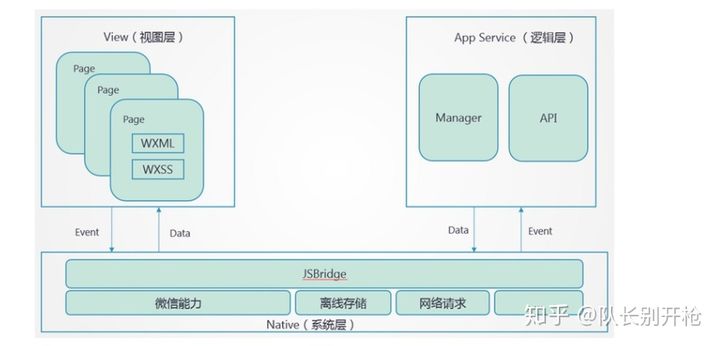 View（视图层）
Page
Page
Page
WXML
WXSS
App Service （逻辑层）
Manager
API
Event
Data
Data
Event
JSBridge
微信能力
离线存储
网络请求
Native（系统层）
知乎 @队长别开枪